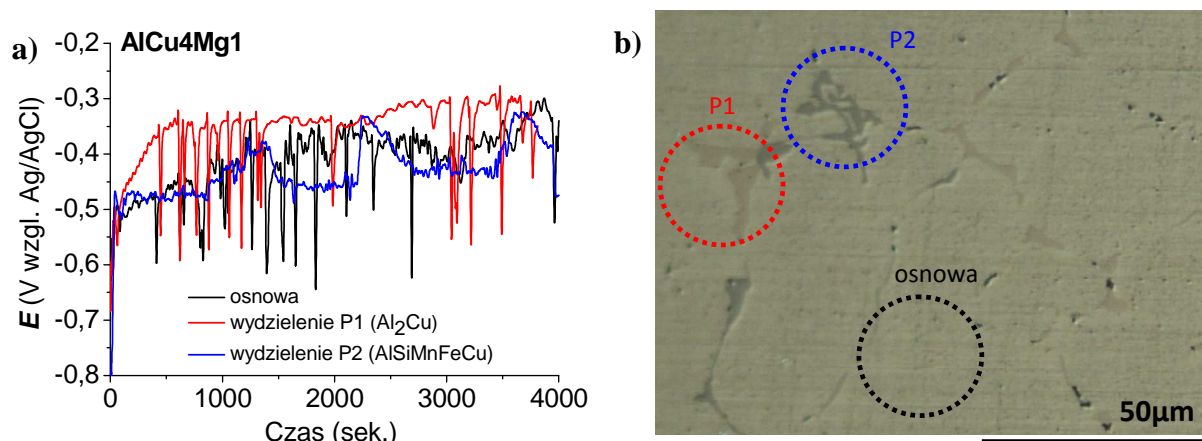 a)
AlCu4Mg1
E (V wzgl. Ag/AgCl)
-0,2
-0,3
-0,4
-0,5
-0,6
-0,7
-0,8
osnowa
wydzielenie P1 (Al₂Cu)
wydzielenie P2 (AlSiMnFeCu)
0 1000 2000 3000 4000
Czas (sek.)
b)
P2
P1
osnowa
50µm